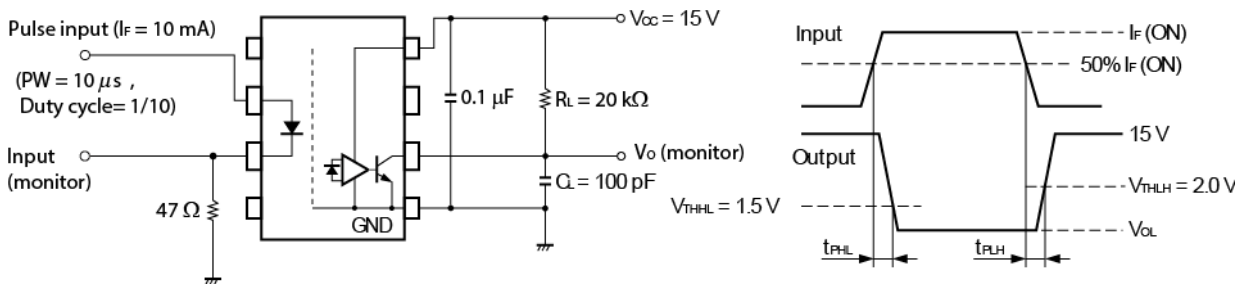 Pulse input (IF = 10 mA)
(PW = 10 μs ,
Duty cycle= 1/10)
Input
(monitor)
47 Ω
GND
VCC = 15 V
0.1 μF
RL = 20 kΩ
VO (monitor)
CL = 100 pF
Input
IF (ON)
50% IF (ON)
15 V
Output
VTHLH = 2.0 V
VTHHL = 1.5 V
VOL
tPHL
tPLH